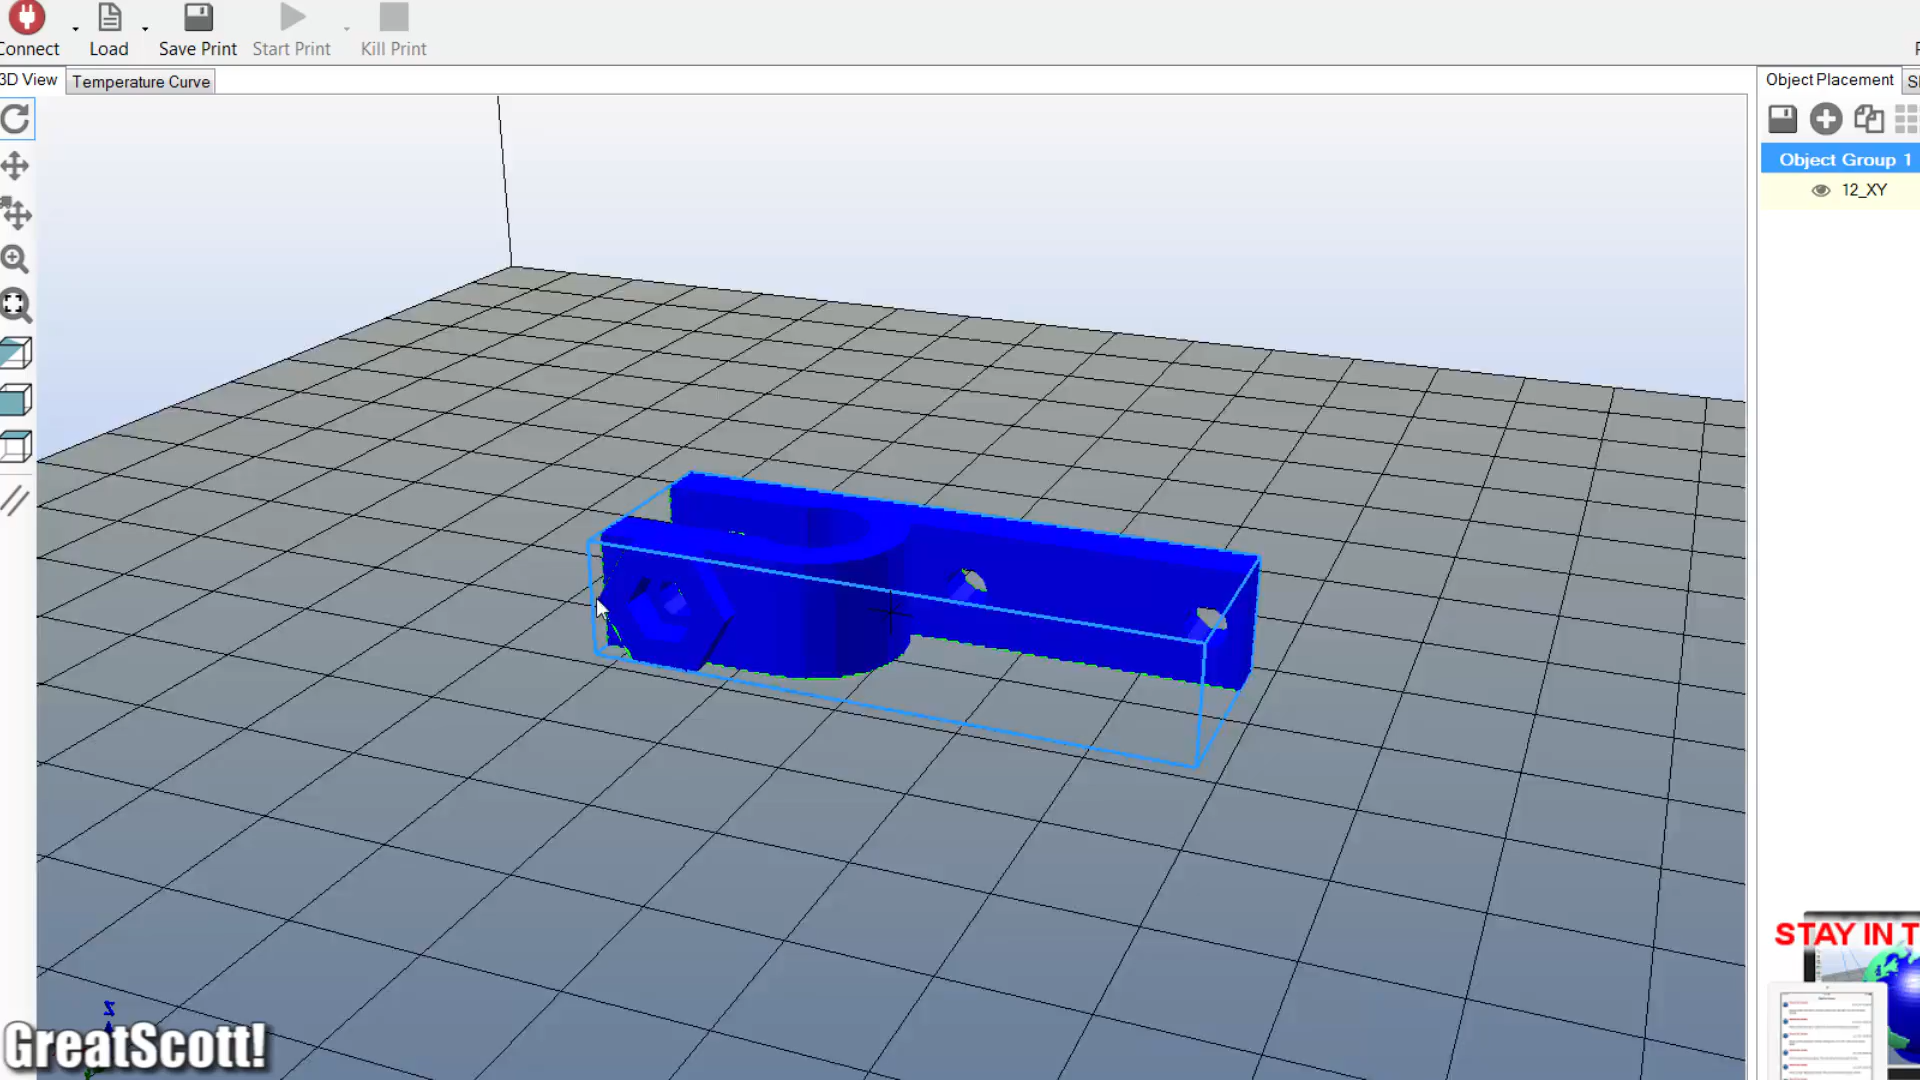 Connect
Load
Save Print
Start Print
Kill Print
3D View
Temperature Curve
Object Placement
Object Group 1
12_XY
STAY IN T
Z
GreatScott!